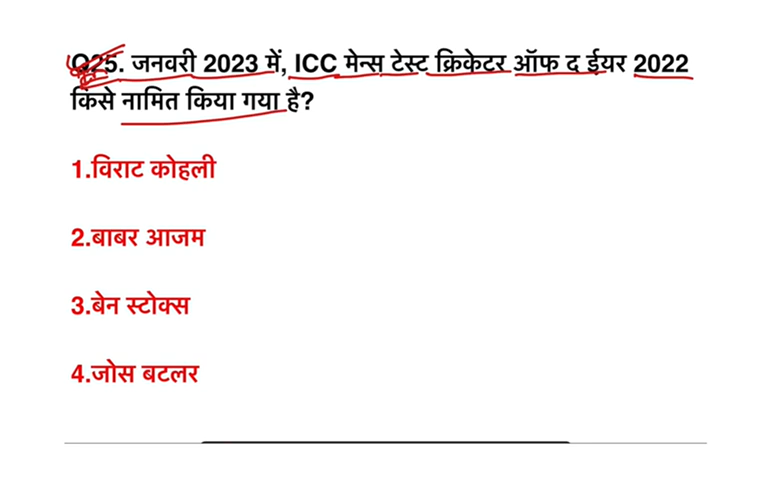 Q25. जनवरी 2023 में, ICC मेन्स टेस्ट क्रिकेटर ऑफ द ईयर 2022
किसे नामित किया गया है?
1.विराट कोहली
2.बाबर आजम
3.बेन स्टोक्स
4.जोस बटलर